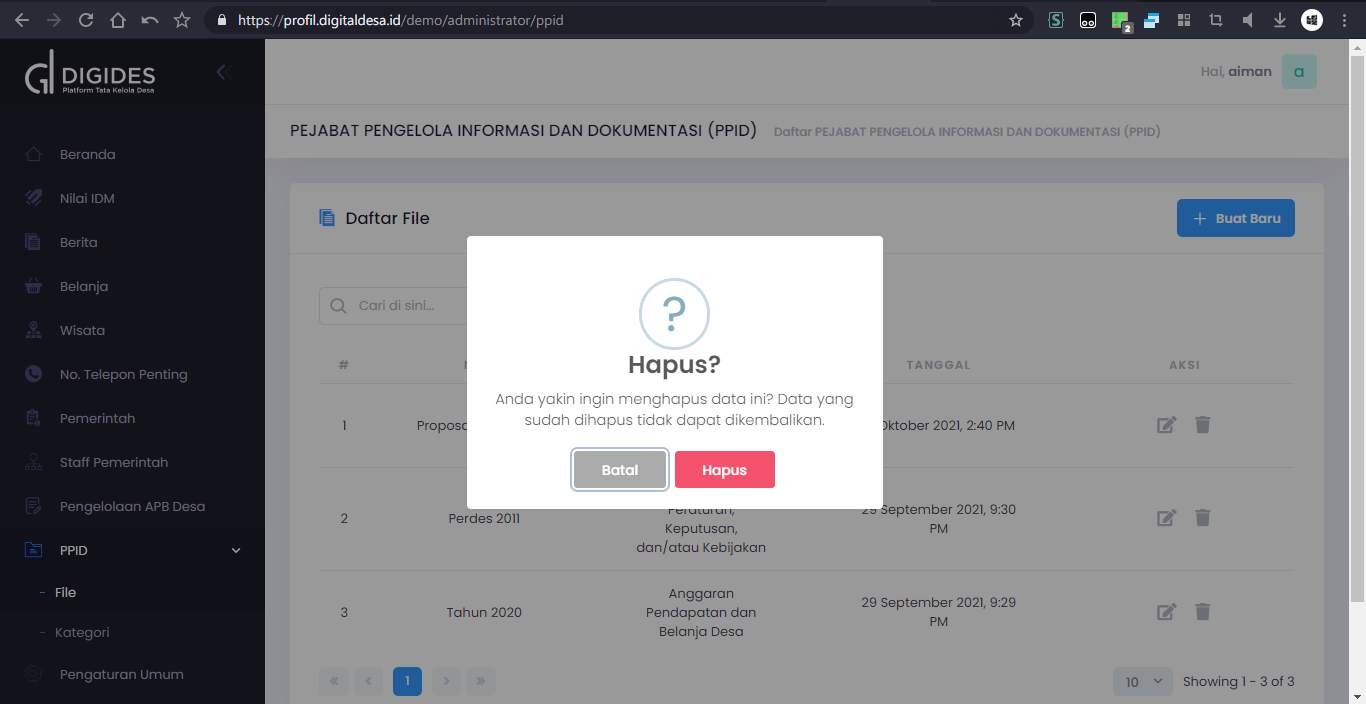 https://profil.digitaldesa.id/demo/administrator/ppid
2
DIGIDES
Platform Tata Kelola Desa
Hai, aiman
a
PEJABAT PENGELOLA INFORMASI DAN DOKUMENTASI (PPID)
Daftar PEJABAT PENGELOLA INFORMASI DAN DOKUMENTASI (PPID)
Beranda
Nilai IDM
Berita
Belanja
Wisata
No. Telepon Penting
Pemerintah
Staff Pemerintah
Pengelolaan APB Desa
PPID
- File
- Kategori
Pengaturan Umum
Daftar File
+ Buat Baru
Cari di sini...
?
Hapus?
Anda yakin ingin menghapus data ini? Data yang
sudah dihapus tidak dapat dikembalikan.
Batal
Hapus
# TANGGAL AKSI
1 Oktober 2021, 2:40 PM
2 Perdes 2011
Peraturan,
Keputusan,
dan/atau Kebijakan
29 September 2021, 9:30
PM
3 Tahun 2020
Anggaran
Pendapatan dan
Belanja Desa
29 September 2021, 9:29
PM
« ‹ 1 › »
10
Showing 1 - 3 of 3